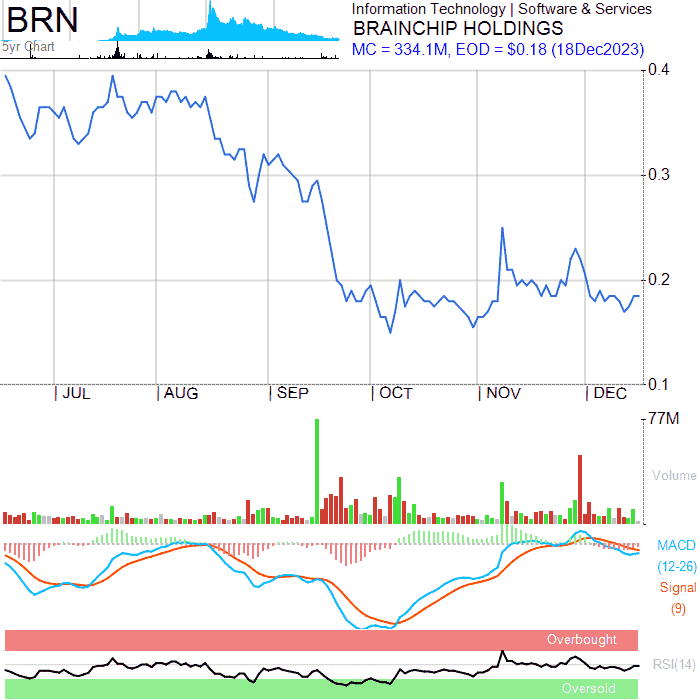 BRN
5yr Chart
Information Technology | Software & Services
BRAINCHIP HOLDINGS
MC = 334.1M, EOD = $0.18 (18Dec2023)
0.4
0.3
0.2
0.1
JUL AUG SEP OCT NOV DEC
77M
Volume
MACD
(12-26)
Signal
(9)
Overbought
RSI(14)
Oversold